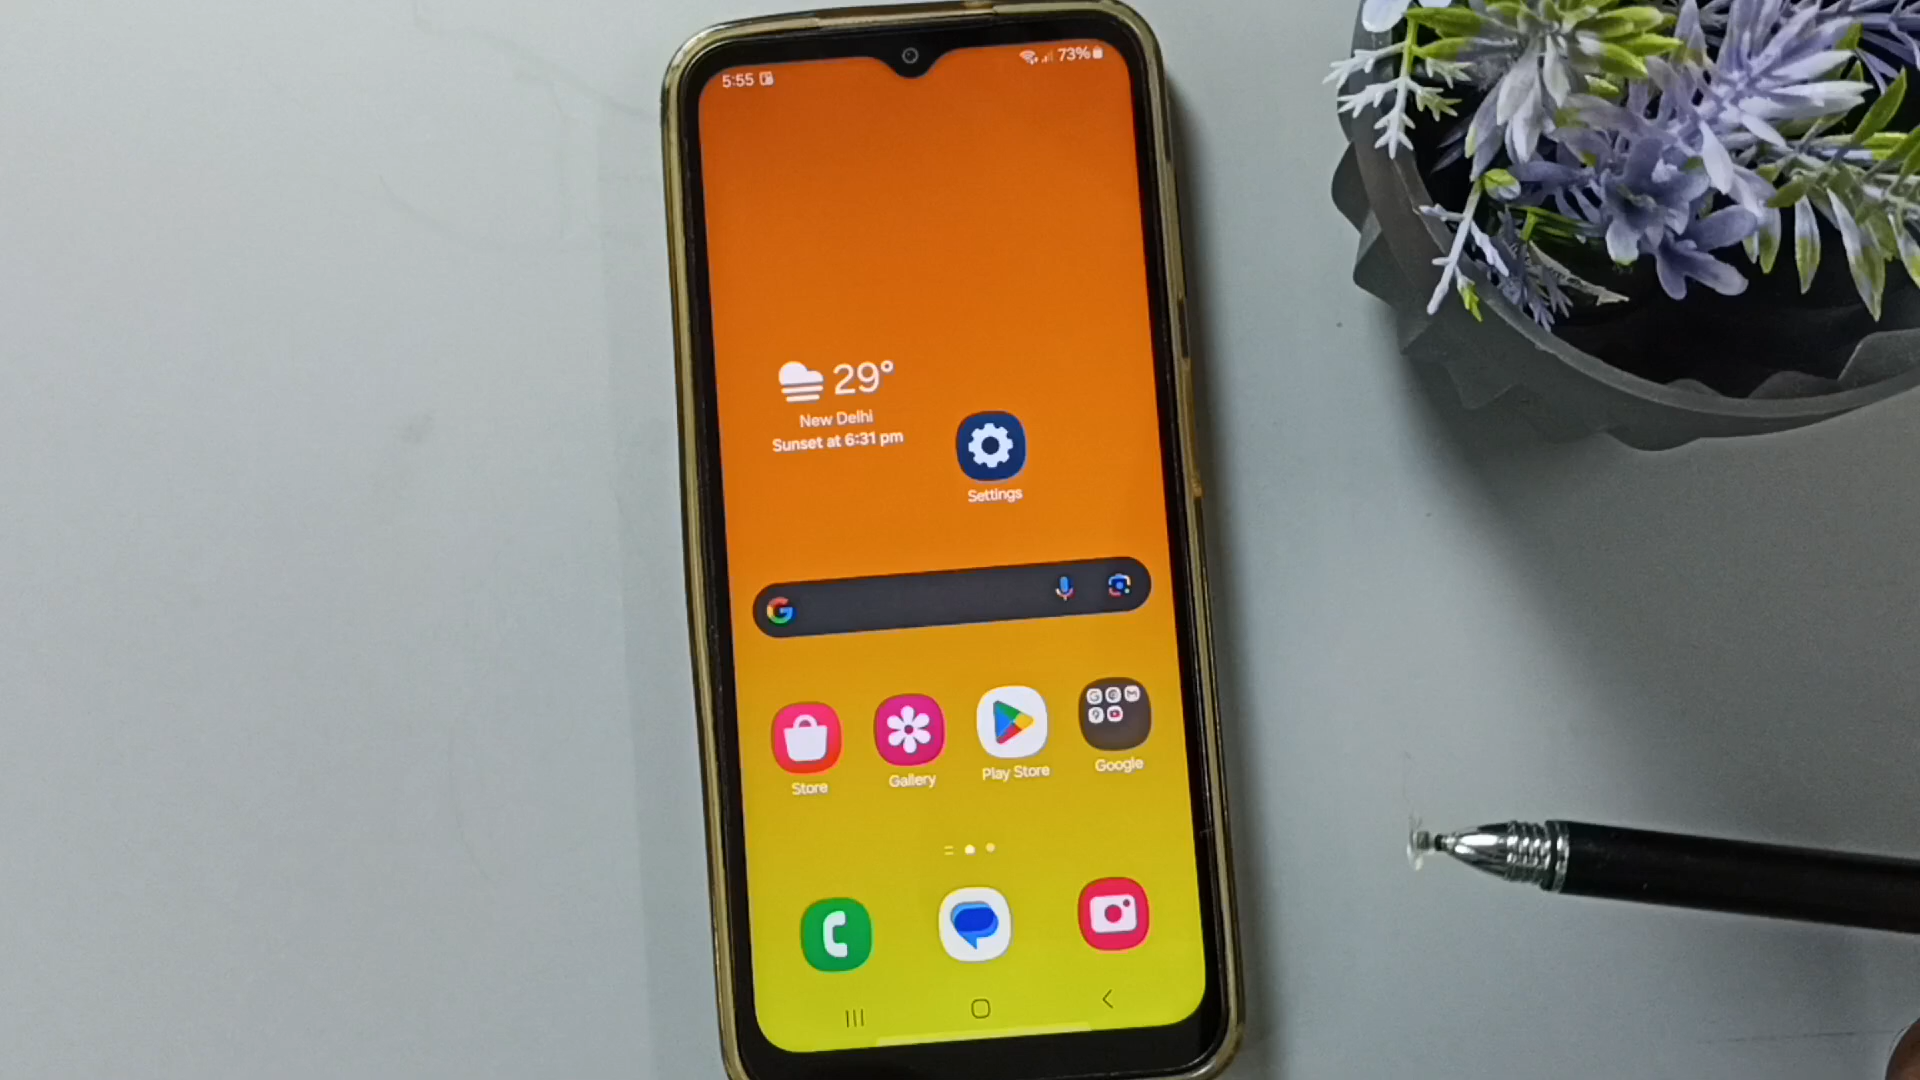 5:55
73%
29°
New Delhi
Sunset at 6:31 pm
Settings
Store
Gallery
Play Store
Google